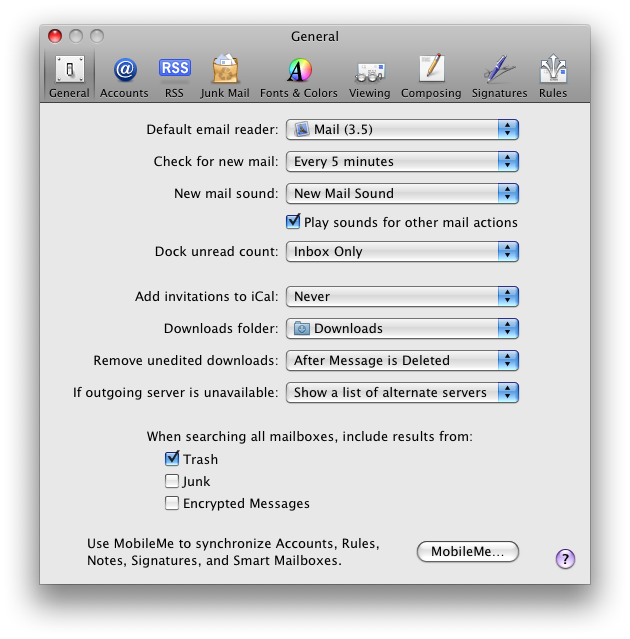 General
General Accounts RSS Junk Mail Fonts & Colors Viewing Composing Signatures Rules
RSS
Default email reader: Mail (3.5)
Check for new mail: Every 5 minutes
New mail sound: New Mail Sound
Play sounds for other mail actions
Dock unread count: Inbox Only
Add invitations to iCal: Never
Downloads folder: Downloads
Remove unedited downloads: After Message is Deleted
If outgoing server is unavailable: Show a list of alternate servers
When searching all mailboxes, include results from:
Trash
Junk
Encrypted Messages
Use MobileMe to synchronize Accounts, Rules,
Notes, Signatures, and Smart Mailboxes.
MobileMe...
?